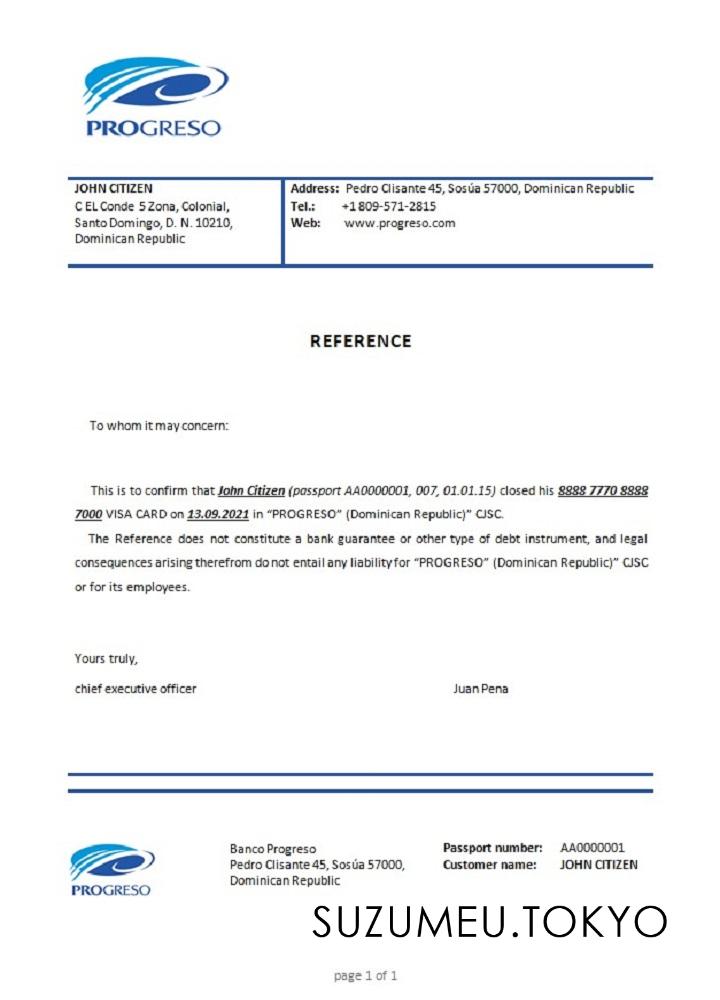 PROGRESO
JOHN CITIZEN
C EL Conde 5 Zona, Colonial,
Santo Domingo, D. N. 10210,
Dominican Republic
Address: Pedro Clisante 45, Sosúa 57000, Dominican Republic
Tel.: +1 809-571-2815
Web: www.progreso.com
REFERENCE
To whom it may concern:
This is to confirm that John Citizen (passport AA0000001, 007, 01.01.15) closed his 8888 7770 8888
7000 VISA CARD on 13.09.2021 in “PROGRESO” (Dominican Republic)” CJSC.
The Reference does not constitute a bank guarantee or other type of debt instrument, and legal
consequences arising therefrom do not entail any liability for “PROGRESO” (Dominican Republic)” CJSC
or for its employees.
Yours truly,
chief executive officer Juan Pena
PROGRESO
Banco Progreso
Pedro Clisante 45, Sosúa 57000,
Dominican Republic
Passport number: AA0000001
Customer name: JOHN CITIZEN
SUZUMEU.TOKYO
page 1 of 1